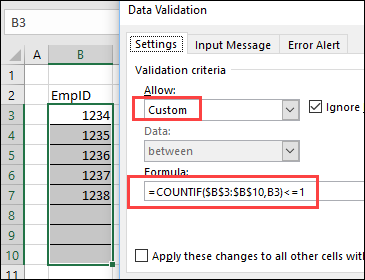 B3
Data Validation
Settings
Input Message
Error Alert
Validation criteria
Allow:
Custom
Ignore
Data:
between
Formula:
=COUNTIF($B$3:$B$10,B3)<=1
Apply these changes to all other cells with
A
B
1
2 EmpID
3 1234
4 1235
5 1236
6 1237
7 1238
8
9
10